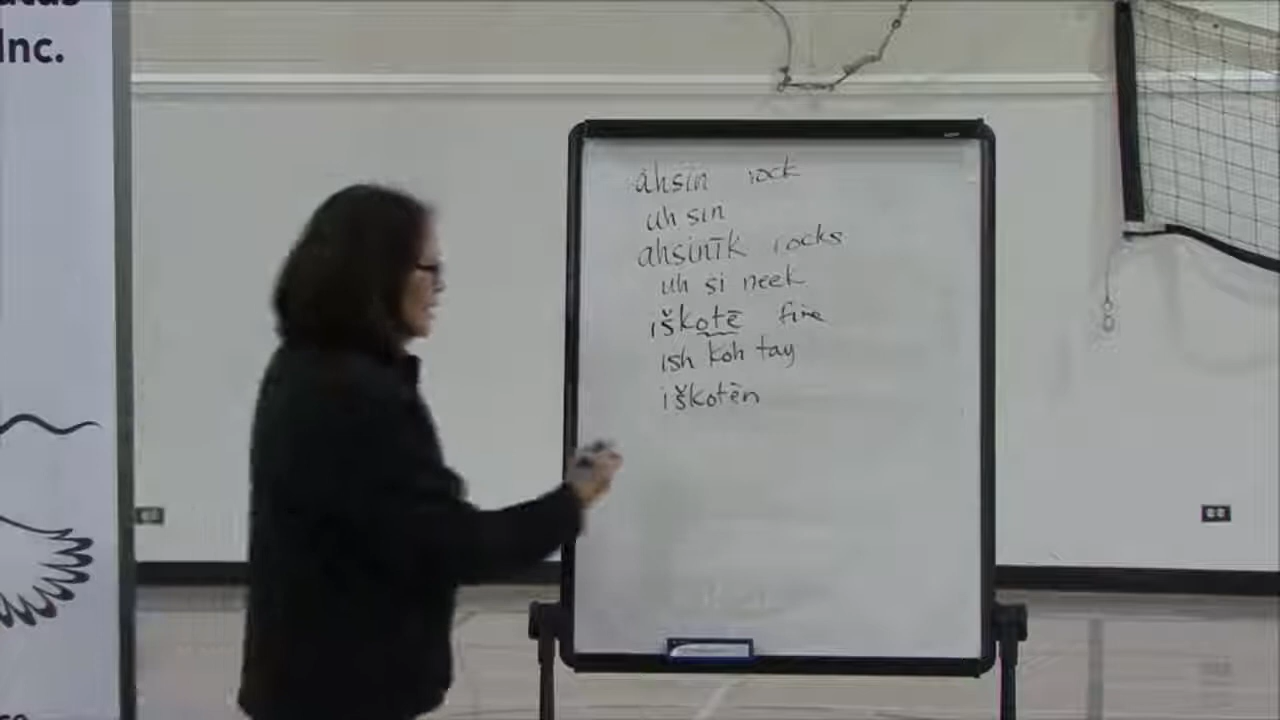 Inc.
ahsin rock
uh sin
ahsinīk rocks
uh si neek
iškotē fire
ish koh tay
iškotēn